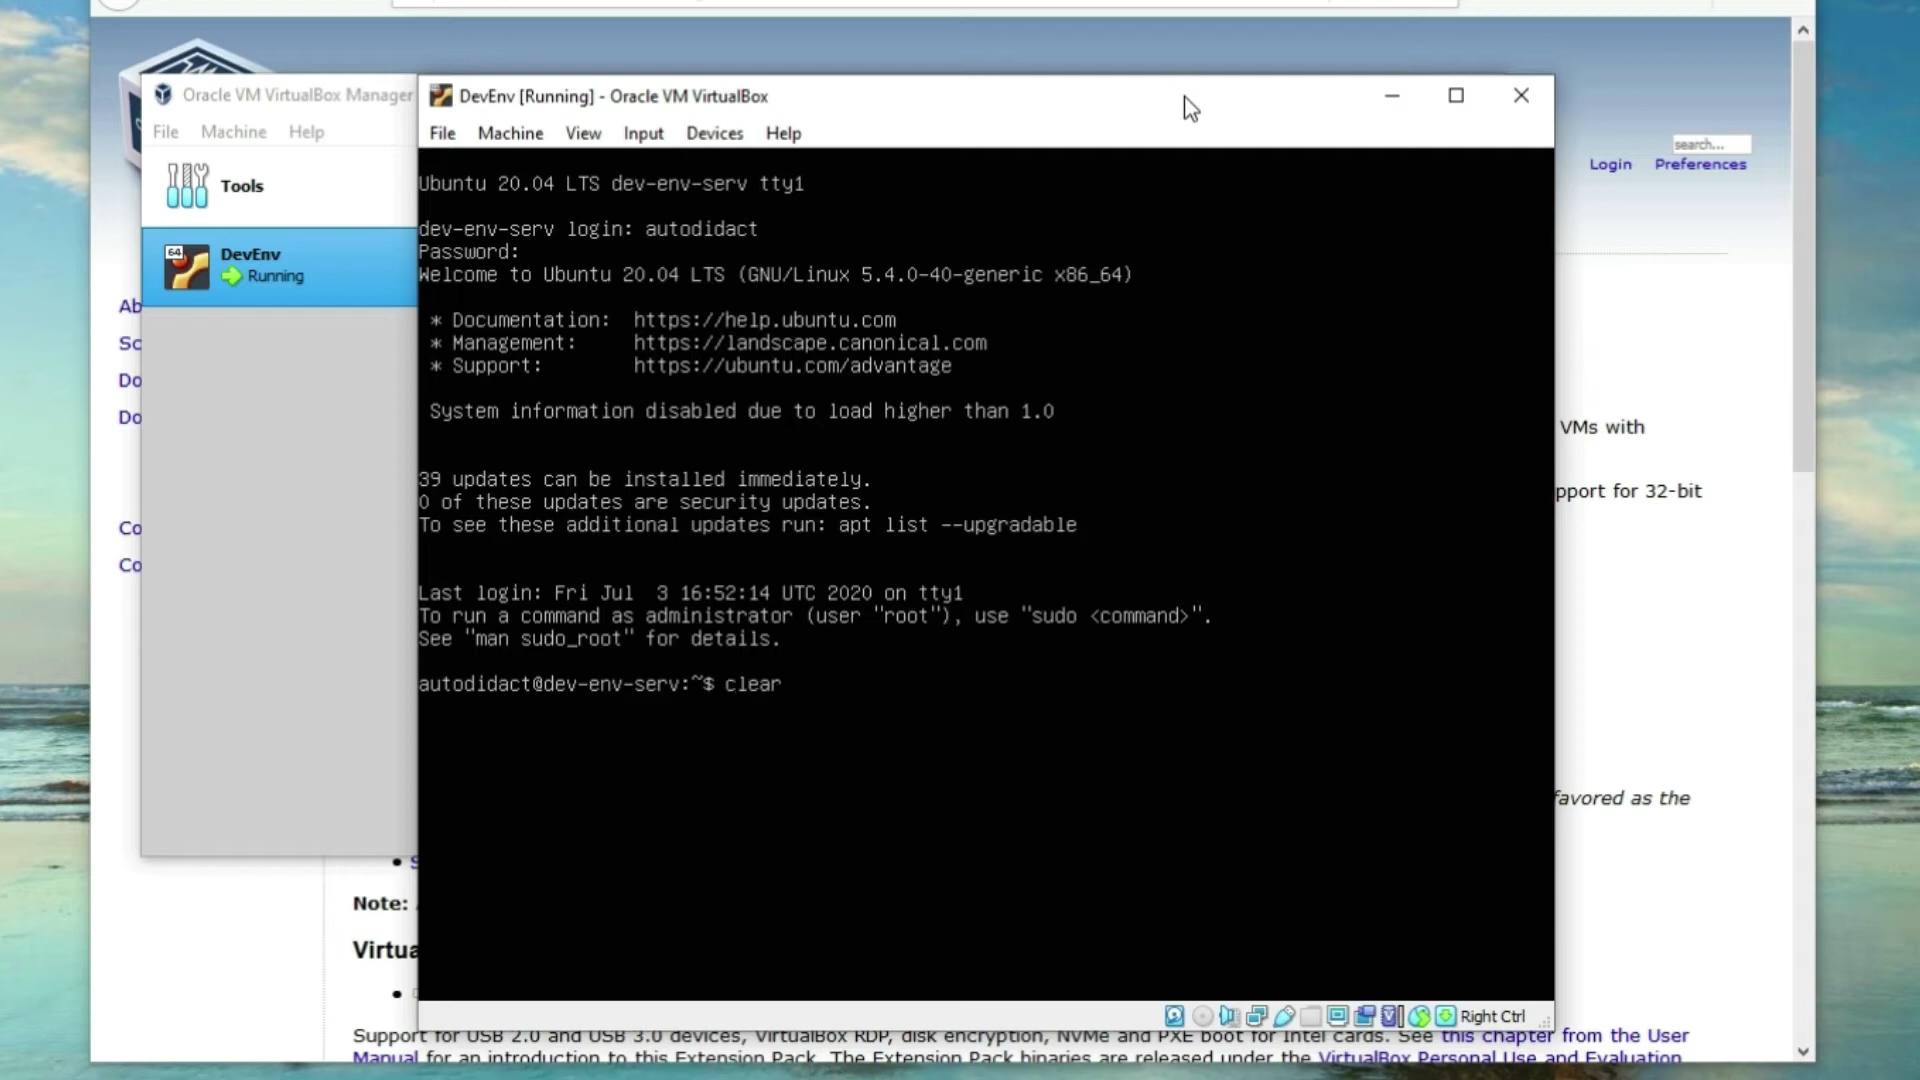 search...
Login Preferences
Oracle VM VirtualBox Manager
File Machine Help
Tools
64
DevEnv
Running
DevEnv [Running] - Oracle VM VirtualBox
File Machine View Input Devices Help
Ubuntu 20.04 LTS dev-env-serv tty1
dev-env-serv login: autodidact
Password:
Welcome to Ubuntu 20.04 LTS (GNU/Linux 5.4.0-40-generic x86_64)
* Documentation: https://help.ubuntu.com
* Management: https://landscape.canonical.com
* Support: https://ubuntu.com/advantage
System information disabled due to load higher than 1.0
39 updates can be installed immediately.
0 of these updates are security updates.
To see these additional updates run: apt list --upgradable
Last login: Fri Jul 3 16:52:14 UTC 2020 on tty1
To run a command as administrator (user "root"), use "sudo <command>".
See "man sudo_root" for details.
autodidact@dev-env-serv:~$ clear
Right Ctrl
Ab
Sc
Do
Do
Co
Co
VMs with
pport for 32-bit
favored as the
Note:
Virtua
Support for USB 2.0 and USB 3.0 devices, VirtualBox RDP, disk encryption, NVMe and PXE boot for Intel cards. See this chapter from the User
Manual for an introduction to this Extension Pack. The Extension Pack binaries are released under the VirtualBox Personal Use and Evaluation